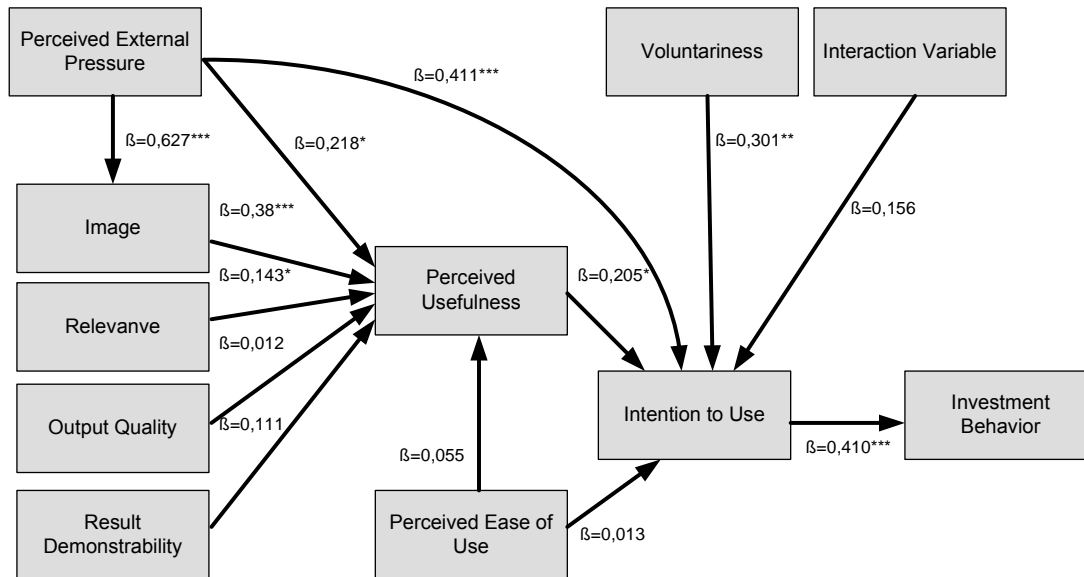 Perceived External
Pressure
Voluntariness
Interaction Variable
ß=0,411***
ß=0,627***
ß=0,218*
ß=0,301**
Image
ß=0,38***
ß=0,156
ß=0,143*
Perceived
Usefulness
ß=0,205*
Relevanve
ß=0,012
Output Quality
ß=0,111
Intention to Use
Investment
Behavior
ß=0,410***
ß=0,055
Result
Demonstrability
Perceived Ease of
Use
ß=0,013